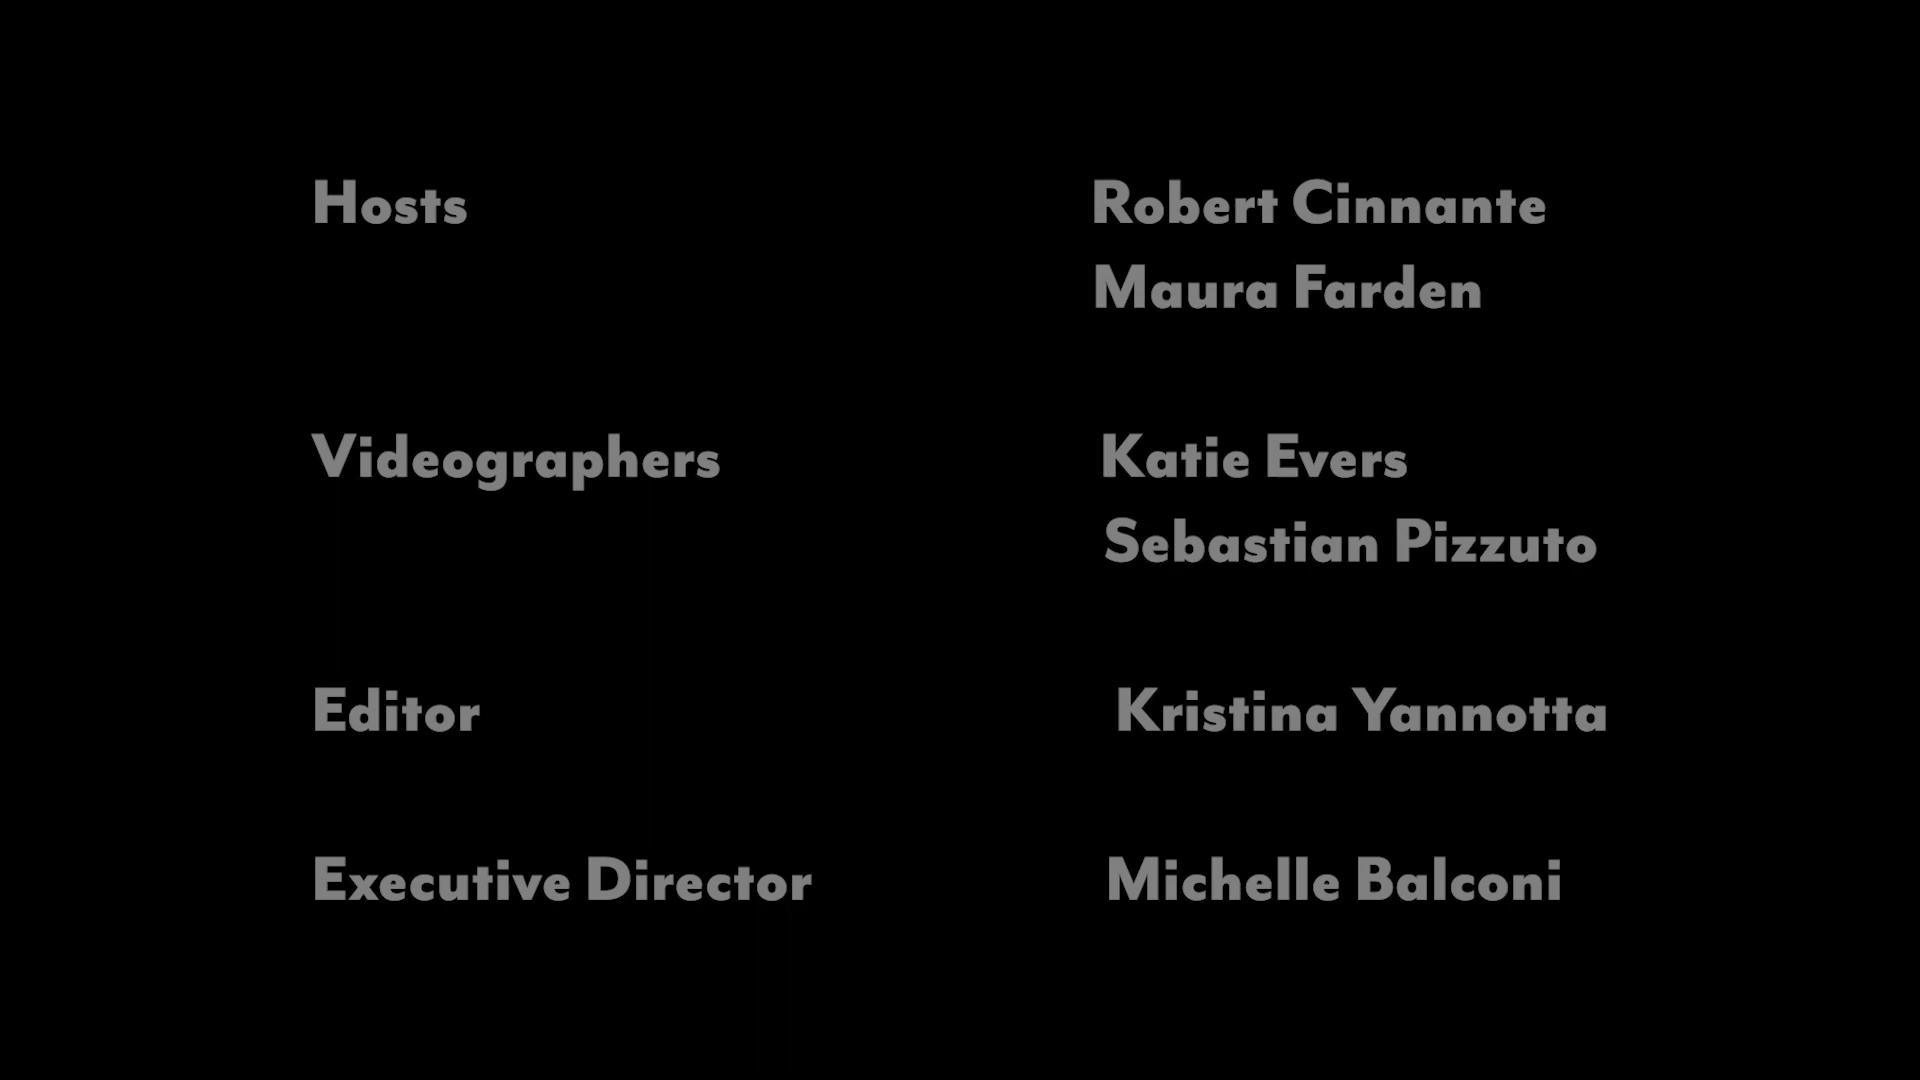 Hosts Robert Cinnante
Maura Farden
Videographers Katie Evers
Sebastian Pizzuto
Editor Kristina Yannotta
Executive Director Michelle Balconi